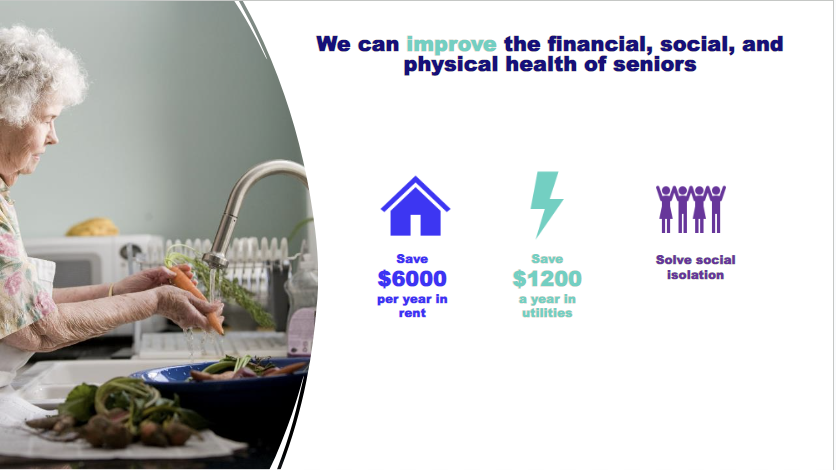 We can improve the financial, social, and
physical health of seniors
Save
$6000
per year in
rent
Save
$1200
a year in
utilities
Solve social
isolation